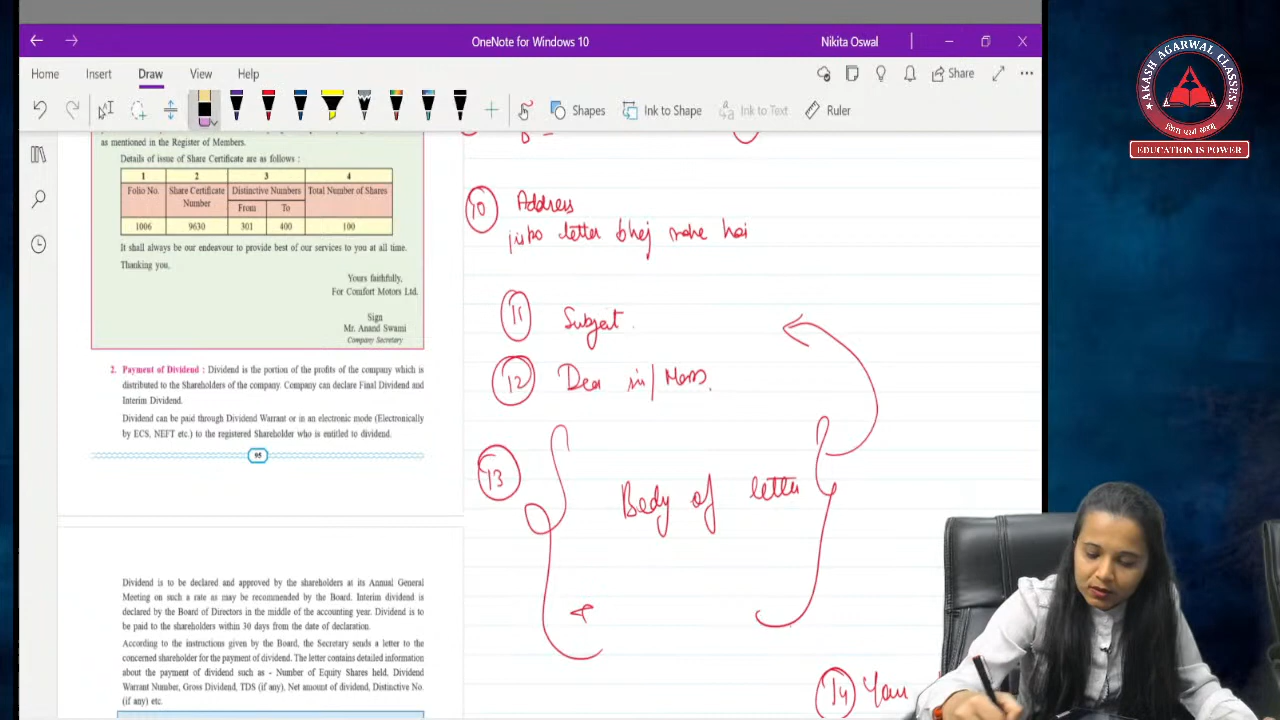 OneNote for Windows 10
Nikita Oswal
Home Insert Draw View Help
Share
Shapes Ink to Shape Ink to Text Ruler
AKASH AGARWAL CLASSES
EDUCATION IS POWER
as mentioned in the Register of Members.
Details of issue of Share Certificate are as follows :
1 2 3 4
Folio No. Share Certificate Number Distinctive Numbers Total Number of Shares
From To
1006 9630 301 400 100
It shall always be our endeavour to provide best of our services to you at all time.
Thanking you,
Yours faithfully,
For Comfort Motors Ltd.
Sign
Mr. Anand Swami
Company Secretary
2. Payment of Dividend : Dividend is the portion of the profits of the company which is
distributed to the Shareholders of the company. Company can declare Final Dividend and
Interim Dividend.
Dividend can be paid through Dividend Warrant or in an electronic mode (Electronically
by ECS, NEFT etc.) to the registered Shareholder who is entitled to dividend.
95
Dividend is to be declared and approved by the shareholders at its Annual General
Meeting on such a rate as may be recommended by the Board. Interim dividend is
declared by the Board of Directors in the middle of the accounting year. Dividend is to
be paid to the shareholders within 30 days from the date of declaration.
According to the instructions given by the Board, the Secretary sends a letter to the
concerned shareholder for the payment of dividend. The letter contains detailed information
about the payment of dividend such as - Number of Equity Shares held, Dividend
Warrant Number, Gross Dividend, TDS (if any), Net amount of dividend, Distinctive No.
(if any) etc.
10 Address
letter bhej rahe hai
11 Subject
12 Dear
13 Body of letter
14 You